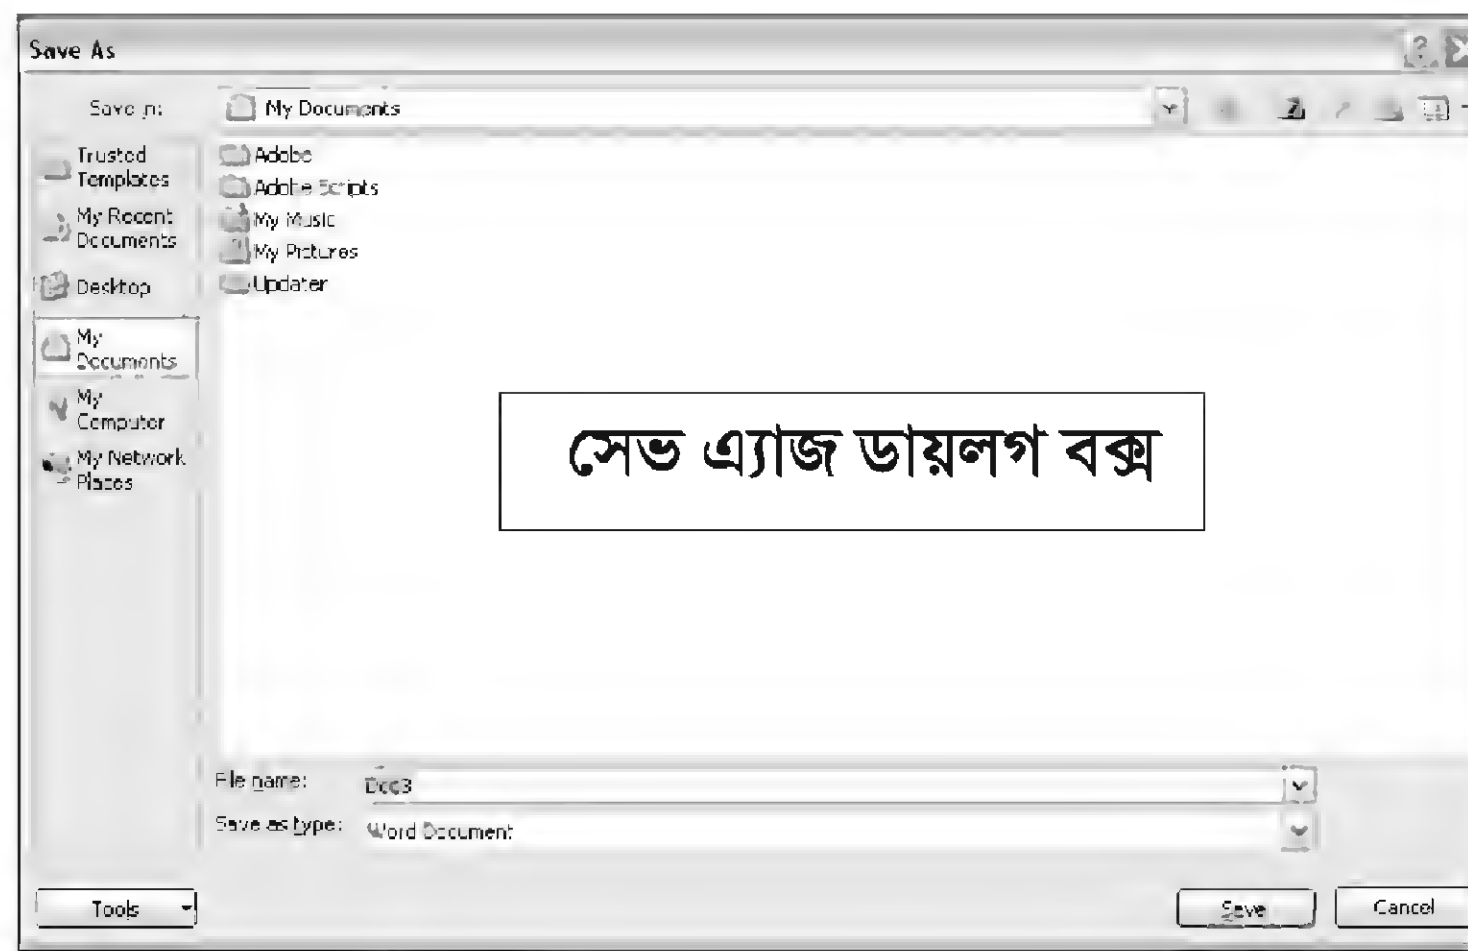 Save As
Save in:
My Documents
Trusted
Templates
My Recent
Documents
Desktop
My
Documents
My
Computer
My Network
Places
Adobe
Adobe Scripts
My Music
My Pictures
Updater
সেভ এ্যাজ ডায়লগ বক্স
File name:
Doc3
Save as type:
Word Document
Tools
Save
Cancel